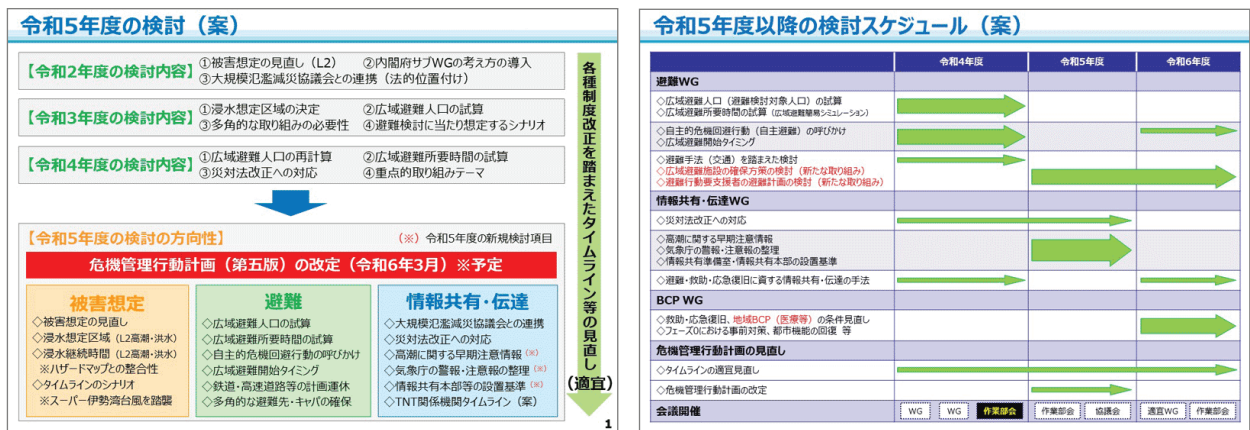 令和5年度の検討（案）
【令和2年度の検討内容】
①被害想定の見直し（L2） ②内閣府サブWGの考え方の導入
③大規模氾濫減災協議会との連携（法的位置付け）
【令和3年度の検討内容】
①浸水想定区域の決定 ②広域避難人口の試算
③多角的な取り組みの必要性 ④避難検討に当たり想定するシナリオ
【令和4年度の検討内容】
①広域避難人口の再計算 ②広域避難所要時間の試算
③災対法改正への対応 ④重点的取り組みテーマ
各種制度改正を踏まえたタイムライン等の見直し
（適宜）
【令和5年度の検討の方向性】
（※）令和5年度の新規検討項目
危機管理行動計画（第五版）の改定（令和6年3月）※予定
被害想定
◇被害想定の見直し
◇浸水想定区域（L2高潮・洪水）
◇浸水継続時間（L2高潮・洪水）
※ハザードマップとの整合性
◇タイムラインのシナリオ
※スーパー伊勢湾台風を踏襲
避難
◇広域避難人口の試算
◇広域避難所要時間の試算
◇自主的危機回避行動の呼びかけ
◇広域避難開始タイミング
◇鉄道・高速道路等の計画運休
◇多角的な避難先・キャパの確保
情報共有・伝達
◇大規模氾濫減災協議会との連携
◇災対法改正への対応
◇高潮に関する早期注意情報（※）
◇気象庁の警報・注意報の整理（※）
◇情報共有本部等の設置基準（※）
◇TNT関係機関タイムライン（案）
1
令和5年度以降の検討スケジュール（案）
令和4年度 令和5年度 令和6年度
避難WG
◇広域避難人口（避難検討対象人口）の試算
◇広域避難所要時間の試算（広域避難簡易シミュレーション）
◇自主的危機回避行動（自主避難）の呼びかけ
◇広域避難開始タイミング
◇避難手法（交通）を踏まえた検討
◇広域避難施設の確保方策の検討（新たな取り組み）
◇避難行動要支援者の避難計画の検討（新たな取り組み）
情報共有・伝達WG
◇災対法改正への対応
◇高潮に関する早期注意情報
◇気象庁の警報・注意報の整理
◇情報共有準備室・情報共有本部の設置基準
◇避難・救助・応急復旧に資する情報共有・伝達の手法
BCP WG
◇救助・応急復旧、地域BCP（医療等）の条件見直し
◇フェーズ0における事前対策、都市機能の回復 等
危機管理行動計画の見直し
◇タイムラインの適宜見直し
◇危機管理行動計画の改定
会議開催 WG WG 作業部会 作業部会 協議会 適宜WG 作業部会